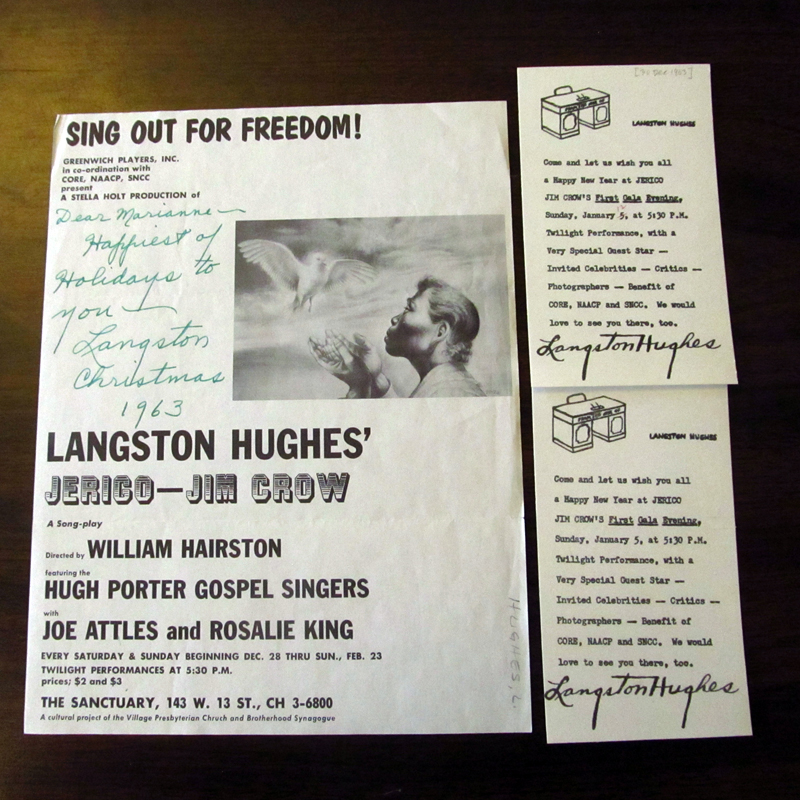 SING OUT FOR FREEDOM!
GREENWICH PLAYERS, INC.
in co-ordination with
CORE, NAACP, SNCC
present
A STELLA HOLT PRODUCTION of
Dear Marianne—
Happiest of
Holidays to
you—
Langston
Christmas
1963
LANGSTON HUGHES'
JERICO—JIM CROW
A Song-play
Directed by WILLIAM HAIRSTON
featuring the
HUGH PORTER GOSPEL SINGERS
with
JOE ATTLES and ROSALIE KING
EVERY SATURDAY & SUNDAY BEGINNING DEC. 28 THRU SUN., FEB. 23
TWILIGHT PERFORMANCES AT 5:30 P.M.
prices; $2 and $3
THE SANCTUARY, 143 W. 13 ST., CH 3-6800
A cultural project of the Village Presbyterian Chruch and Brotherhood Synagogue
HUGHES, L.
LANGSTON HUGHES
Come and let us wish you all
a Happy New Year at JERICO
JIM CROW'S First Gala Evening,
Sunday, January 5, at 5:30 P.M.
Twilight Performance, with a
Very Special Guest Star —
Invited Celebrities — Critics —
Photographers — Benefit of
CORE, NAACP and SNCC. We would
love to see you there, too.
Langston Hughes
LANGSTON HUGHES
Come and let us wish you all
a Happy New Year at JERICO
JIM CROW'S First Gala Evening,
Sunday, January 5, at 5:30 P.M.
Twilight Performance, with a
Very Special Guest Star —
Invited Celebrities — Critics —
Photographers — Benefit of
CORE, NAACP and SNCC. We would
love to see you there, too.
Langston Hughes